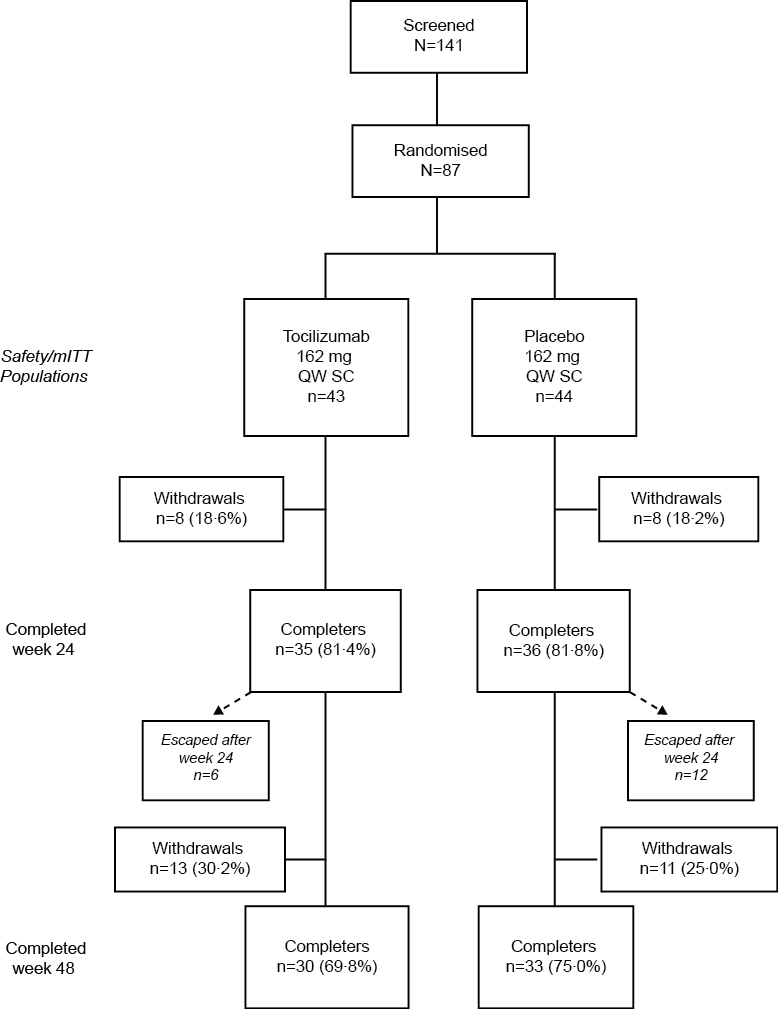 Screened
N=141
Randomised
N=87
Safety/mITT
Populations
Tocilizumab
162 mg
QW SC
n=43
Placebo
162 mg
QW SC
n=44
Withdrawals
n=8 (18·6%)
Withdrawals
n=8 (18·2%)
Completed
week 24
Completers
n=35 (81·4%)
Completers
n=36 (81·8%)
Escaped after
week 24
n=6
Escaped after
week 24
n=12
Withdrawals
n=13 (30·2%)
Withdrawals
n=11 (25·0%)
Completed
week 48
Completers
n=30 (69·8%)
Completers
n=33 (75·0%)